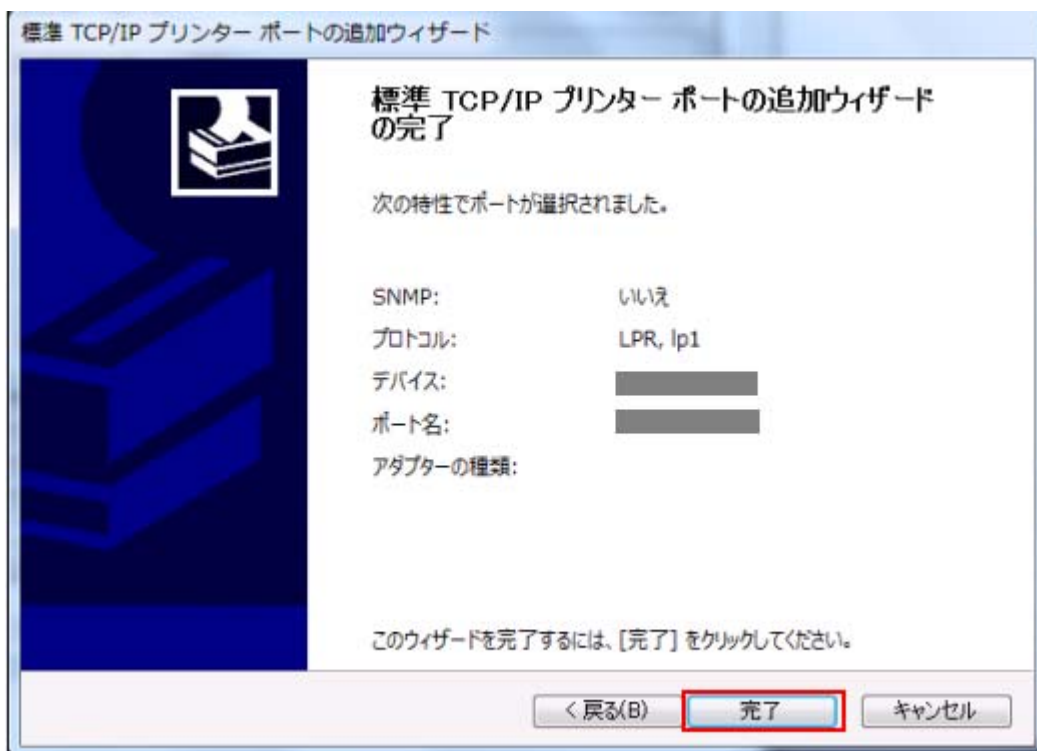 標準 TCP/IP プリンター ポートの追加ウィザード
標準 TCP/IP プリンター ポートの追加ウィザード
の完了
次の特性でポートが選択されました。
SNMP: いいえ
プロトコル: LPR, lp1
デバイス:
ポート名:
アダプターの種類:
このウィザードを完了するには、[完了] をクリックしてください。
< 戻る(B) 完了 キャンセル